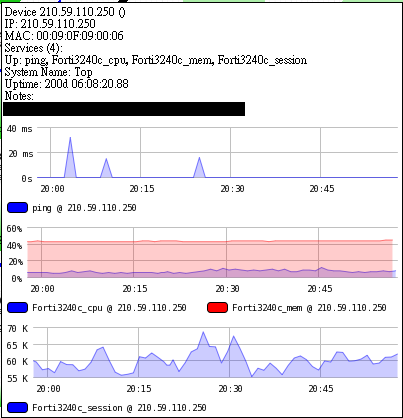 Device 210.59.110.250 ()
IP: 210.59.110.250
MAC: 00:09:0F:09:00:06
Services (4):
Up: ping, Forti3240c_cpu, Forti3240c_mem, Forti3240c_session
System Name: Top
Uptime: 200d 06:08:20.88
Notes:
40 ms
20 ms
0s
20:00 20:15 20:30 20:45
ping @ 210.59.110.250
60%
40%
20%
0%
20:00 20:15 20:30 20:45
Forti3240c_cpu @ 210.59.110.250 Forti3240c_mem @ 210.59.110.250
70 K
65 K
60 K
55 K
20:00 20:15 20:30 20:45
Forti3240c_session @ 210.59.110.250